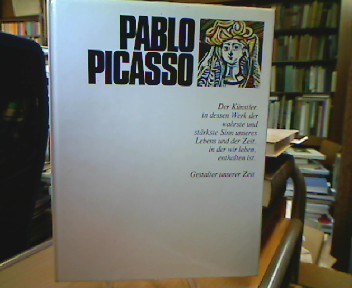 PABLO
PICASSO
Der Künstler
in dessen Werk der
wahrste und
stärkste Sinn unseres
Lebens und der Zeit,
in der wir leben,
enthalten ist.
Gestalter unserer Zeit